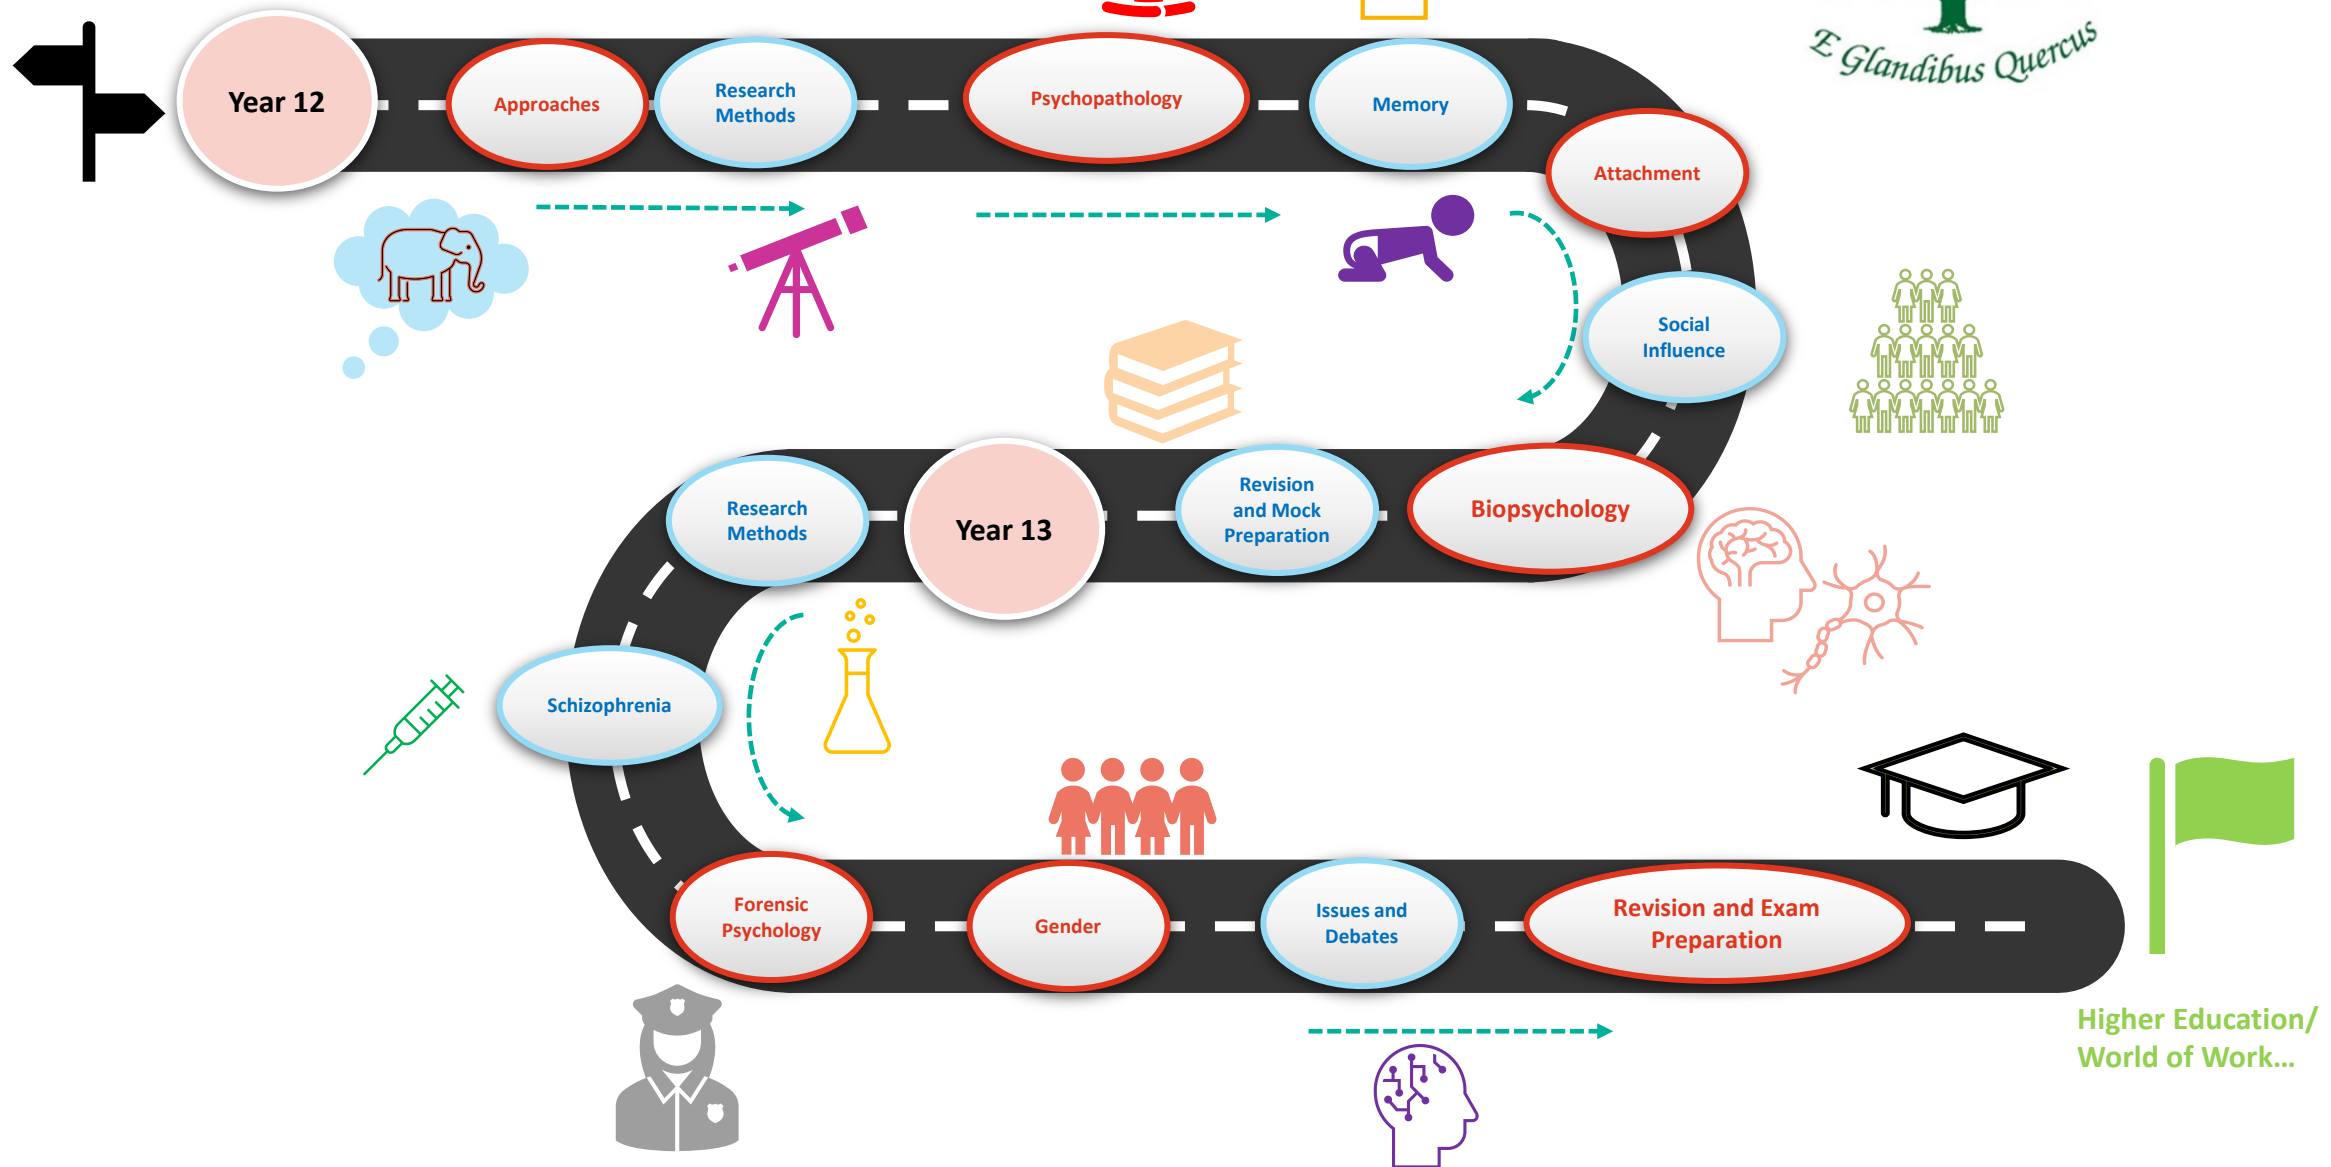 E Glandibus Quercus
Year 12
Approaches
Research
Methods
Psychopathology
Memory
Attachment
Social
Influence
Biopsychology
Revision
and Mock
Preparation
Year 13
Research
Methods
Schizophrenia
Forensic
Psychology
Gender
Issues and
Debates
Revision and Exam
Preparation
Higher Education/
World of Work...